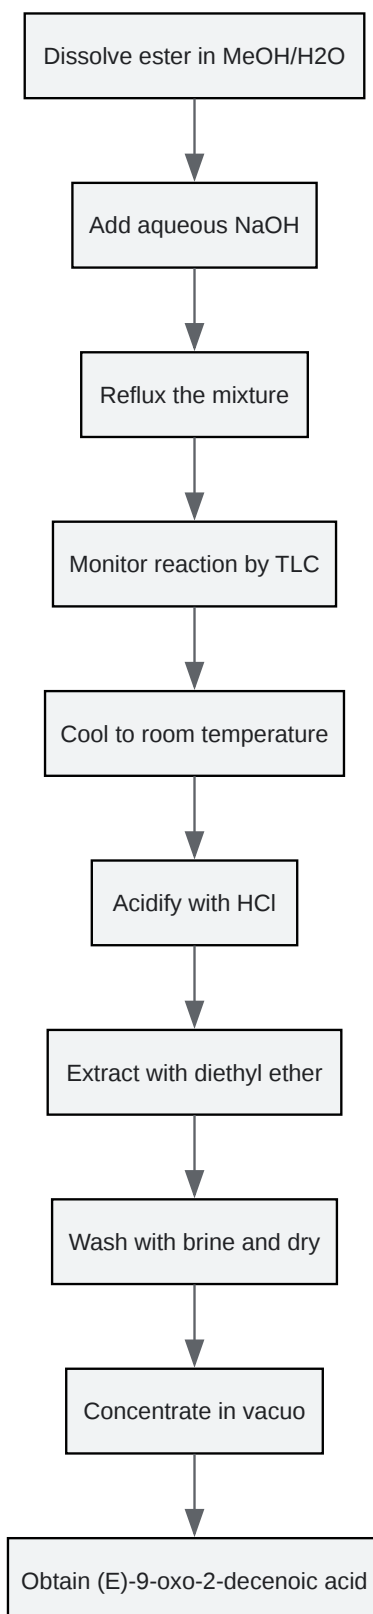 Dissolve ester in MeOH/H2O
Add aqueous NaOH
Reflux the mixture
Monitor reaction by TLC
Cool to room temperature
Acidify with HCl
Extract with diethyl ether
Wash with brine and dry
Concentrate in vacuo
Obtain (E)-9-oxo-2-decenoic acid